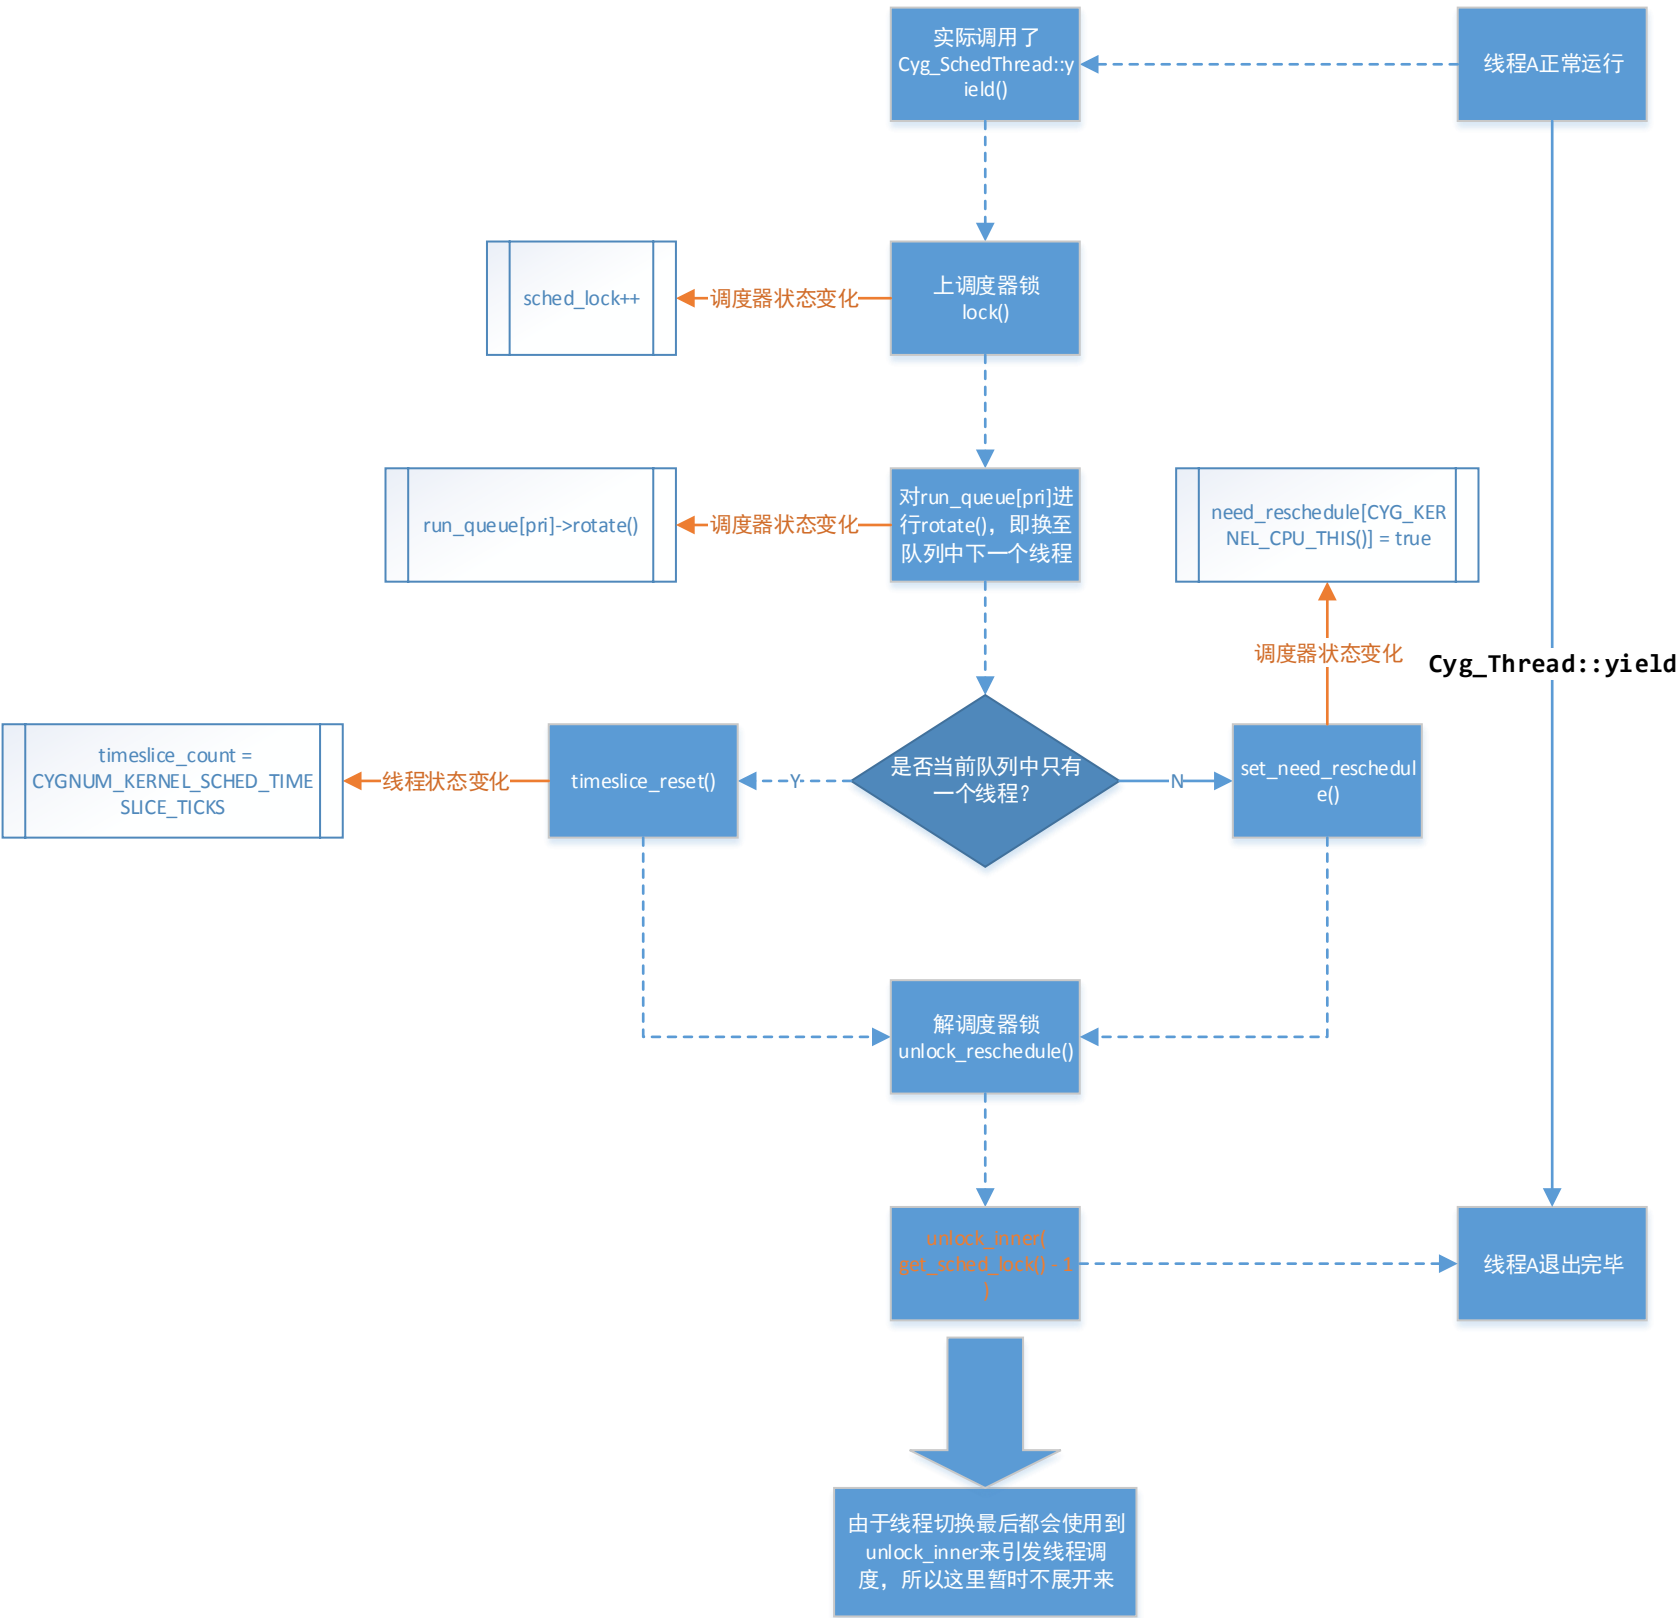 实际调用了
Cyg_SchedThread::y
ield()
线程A正常运行
sched_lock++
调度器状态变化
上调度器锁
lock()
run_queue[pri]->rotate()
调度器状态变化
对run_queue[pri]进
行rotate()，即换至
队列中下一个线程
need_reschedule[CYG_KER
NEL_CPU_THIS()] = true
调度器状态变化
Cyg_Thread::yield
timeslice_count =
CYGNUM_KERNEL_SCHED_TIME
SLICE_TICKS
线程状态变化
timeslice_reset()
Y
是否当前队列中只有
一个线程？
N
set_need_reschedul
e()
解调度器锁
unlock_reschedule()
unlock_inner(
get_sched_lock() - 1
)
线程A退出完毕
由于线程切换最后都会使用到
unlock_inner来引发线程调
度，所以这里暂时不展开来